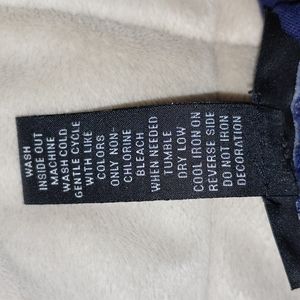 WASH
INSIDE OUT
MACHINE
WASH COLD
GENTLE CYCLE
WITH LIKE
COLORS
ONLY NON-
CHLORINE
BLEACH
WHEN NEEDED
TUMBLE
DRY LOW
COOL IRON ON
REVERSE SIDE
DO NOT IRON
DECORATION